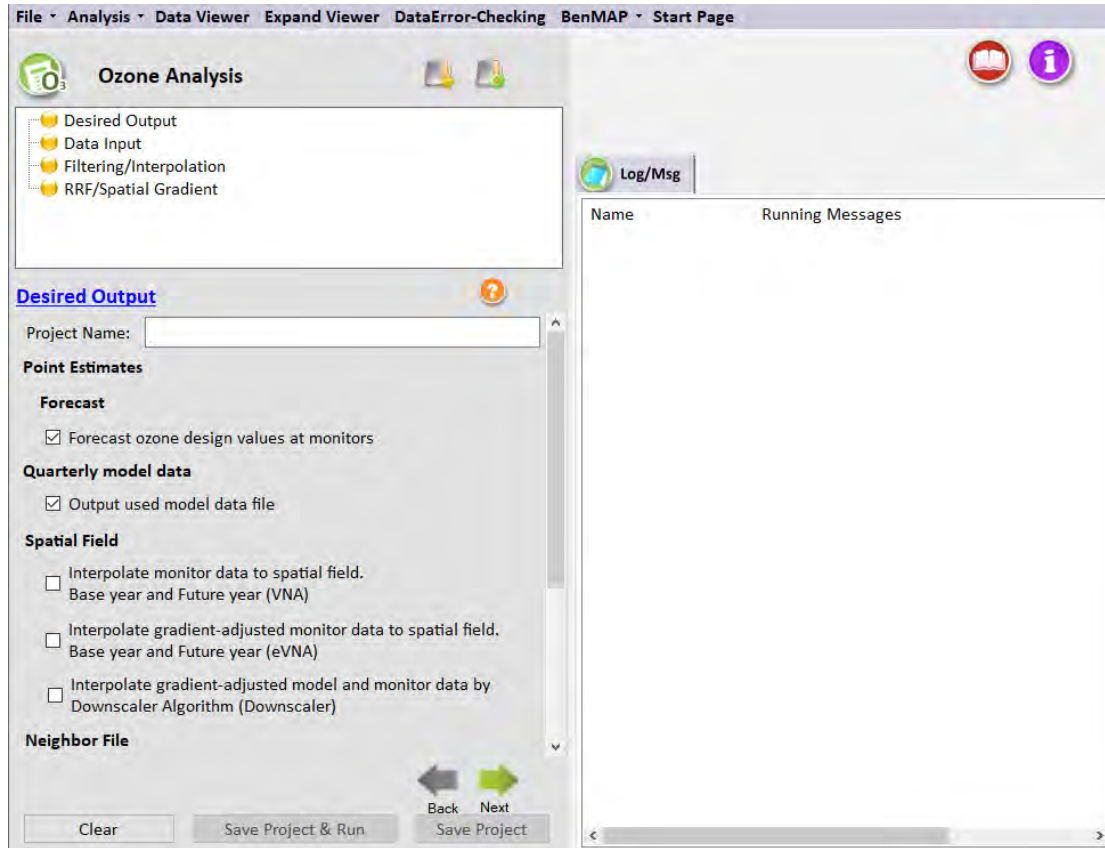 File Analysis Data Viewer Expand Viewer DataError-Checking BenMAP Start Page
O3
Ozone Analysis
Desired Output
Data Input
Filtering/Interpolation
RRF/Spatial Gradient
Desired Output
?
Project Name:
Point Estimates
Forecast
Forecast ozone design values at monitors
Quarterly model data
Output used model data file
Spatial Field
Interpolate monitor data to spatial field.
Base year and Future year (VNA)
Interpolate gradient-adjusted monitor data to spatial field.
Base year and Future year (eVNA)
Interpolate gradient-adjusted model and monitor data by
Downscaler Algorithm (Downscaler)
Neighbor File
Back Next
Clear Save Project & Run Save Project
i
Log/Msg
Name Running Messages